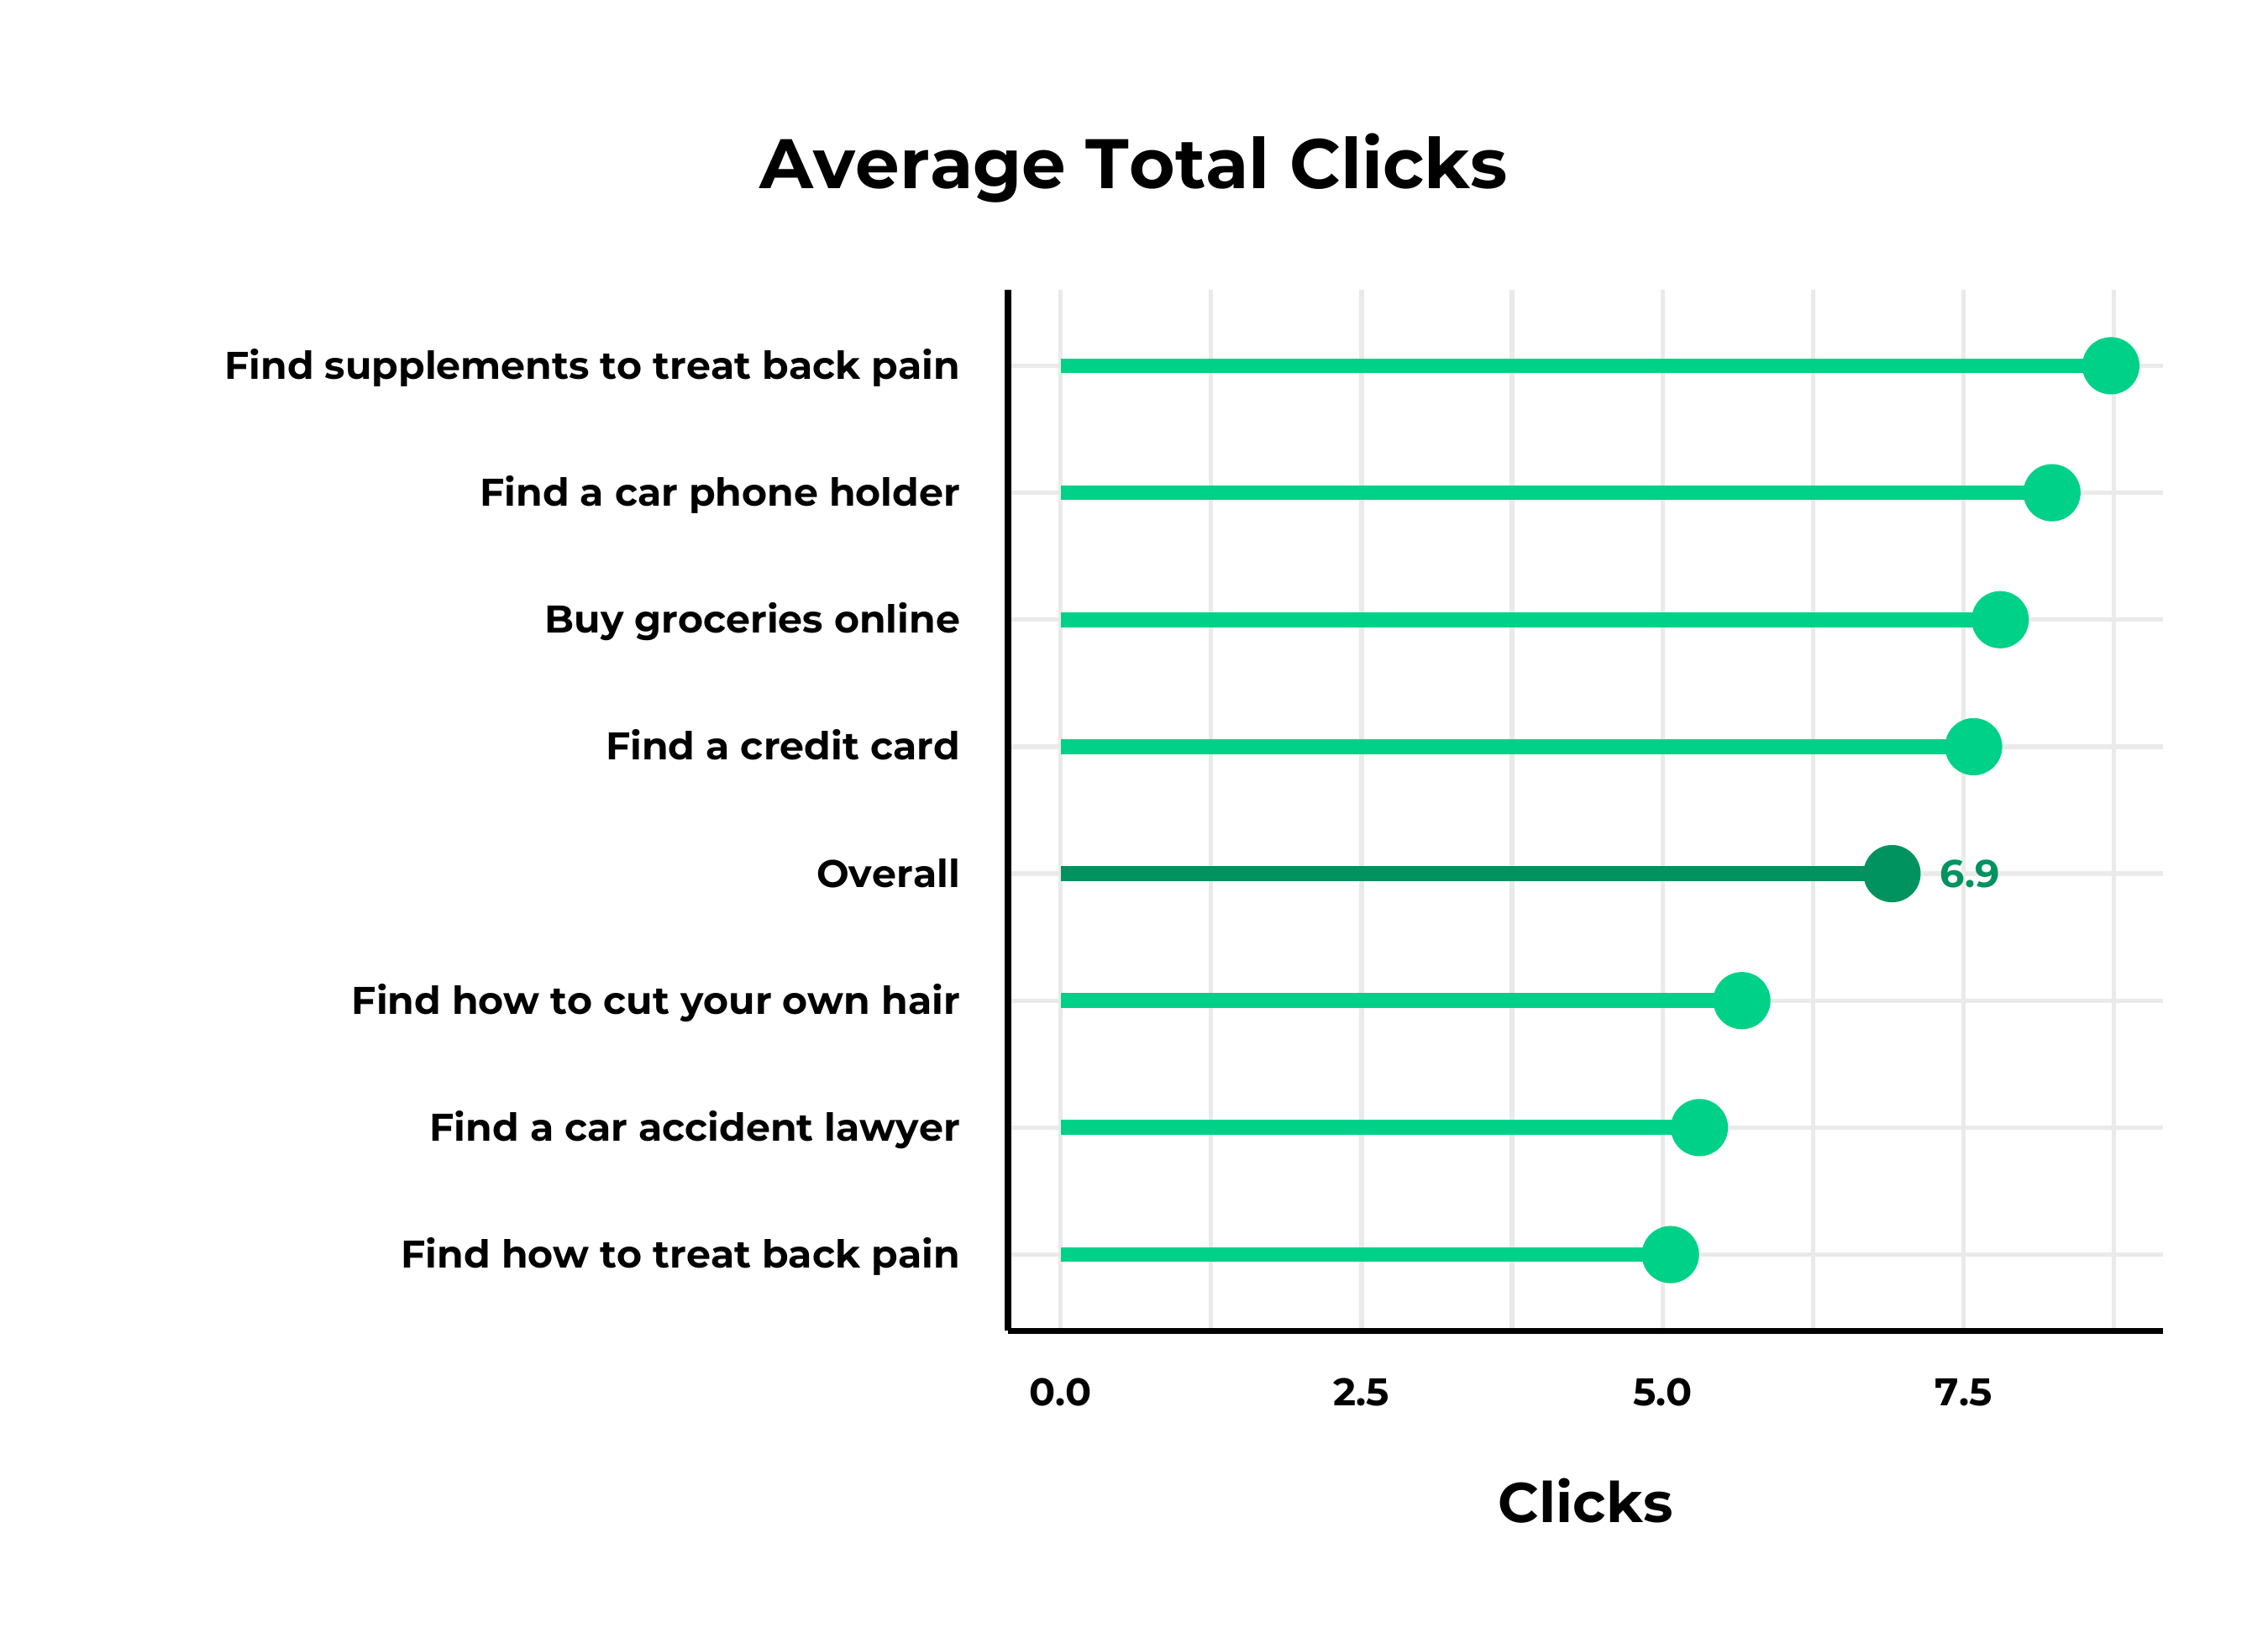 Average Total Clicks
Find supplements to treat back pain
Find a car phone holder
Buy groceries online
Find a credit card
Overall
6.9
Find how to cut your own hair
Find a car accident lawyer
Find how to treat back pain
0.0 2.5 5.0 7.5
Clicks